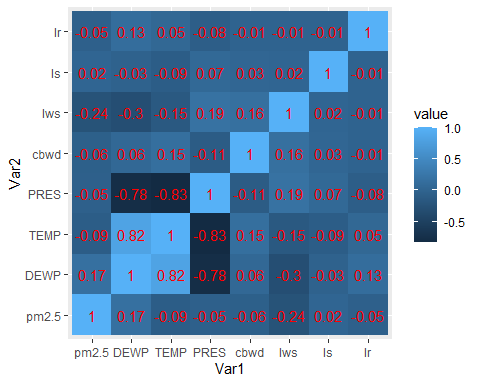 Ir -0.05 0.13 0.05 -0.08 -0.01 -0.01 -0.01 1
Is 0.02 -0.03 -0.09 0.07 0.03 0.02 1 -0.01
Iws -0.24 -0.3 -0.15 0.19 0.16 1 0.02 -0.01
cbwd -0.06 0.06 0.15 -0.11 1 0.16 0.03 -0.01
PRES -0.05 -0.78 -0.83 1 -0.11 0.19 0.07 -0.08
TEMP -0.09 0.82 1 -0.83 0.15 -0.15 -0.09 0.05
DEWP 0.17 1 0.82 -0.78 0.06 -0.3 -0.03 0.13
pm2.5 1 0.17 -0.09 -0.05 -0.06 -0.24 0.02 -0.05
pm2.5 DEWP TEMP PRES cbwd Iws Is Ir
Var1
Var2
value
1.0
0.5
0.0
-0.5